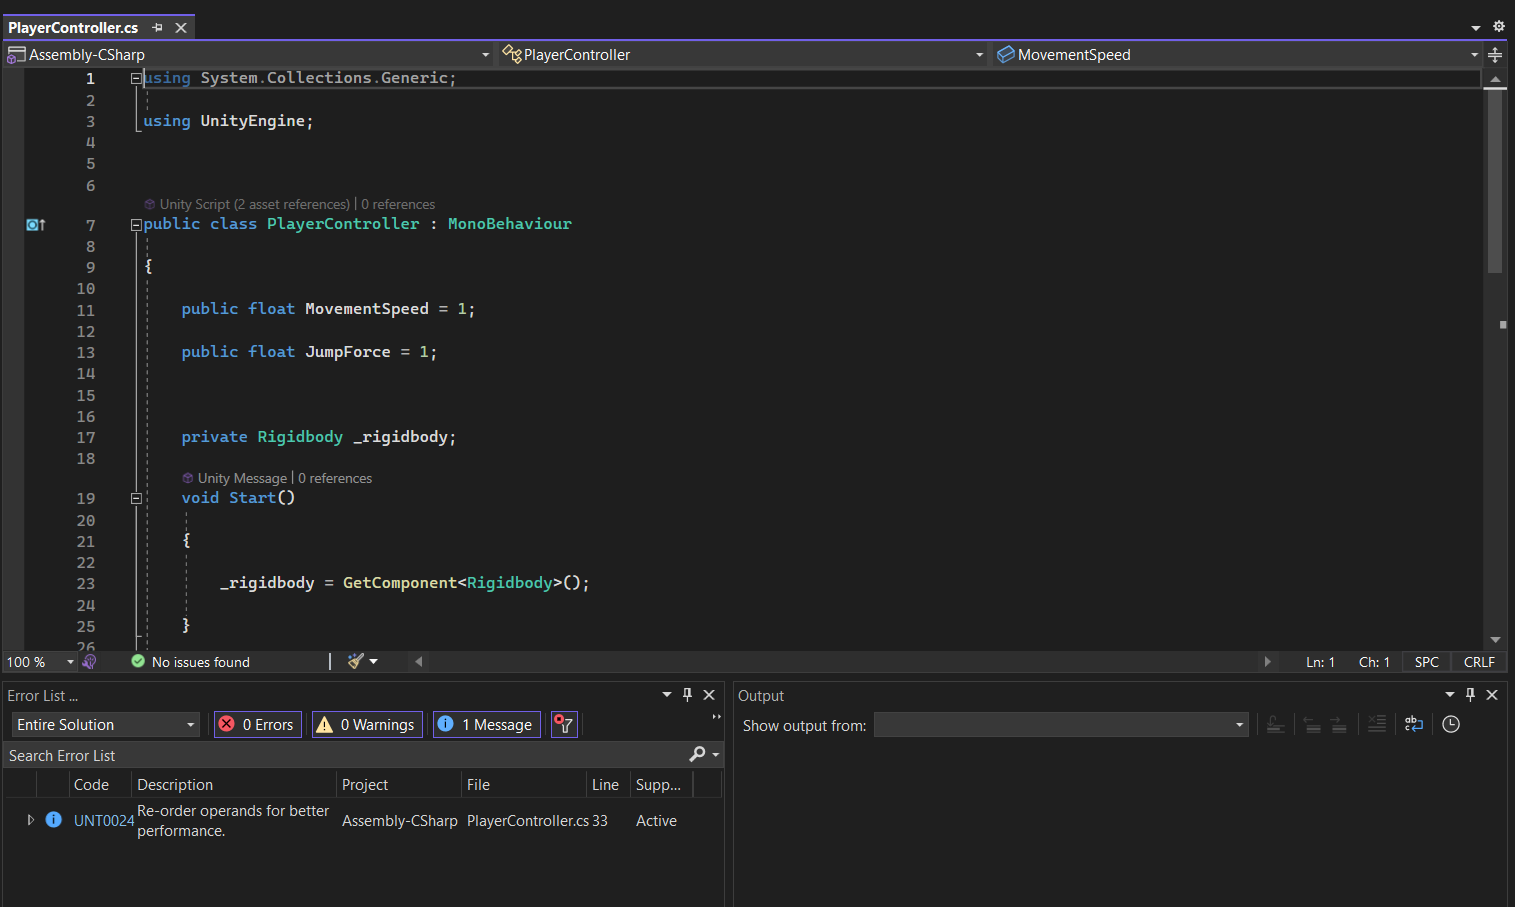 PlayerController.cs
Assembly-CSharp PlayerController MovementSpeed
1 using System.Collections.Generic;
2
3 using UnityEngine;
4
5
6
Unity Script (2 asset references) | 0 references
7 public class PlayerController : MonoBehaviour
8
9 {
10
11 public float MovementSpeed = 1;
12
13 public float JumpForce = 1;
14
15
16
17 private Rigidbody _rigidbody;
18
Unity Message | 0 references
19 void Start()
20
21 {
22
23 _rigidbody = GetComponent<Rigidbody>();
24
25 }
26
100 % No issues found Ln: 1 Ch: 1 SPC CRLF
Error List ...
Entire Solution 0 Errors 0 Warnings 1 Message
Search Error List
Code Description Project File Line Supp...
UNT0024 Re-order operands for better performance. Assembly-CSharp PlayerController.cs 33 Active
Output
Show output from: